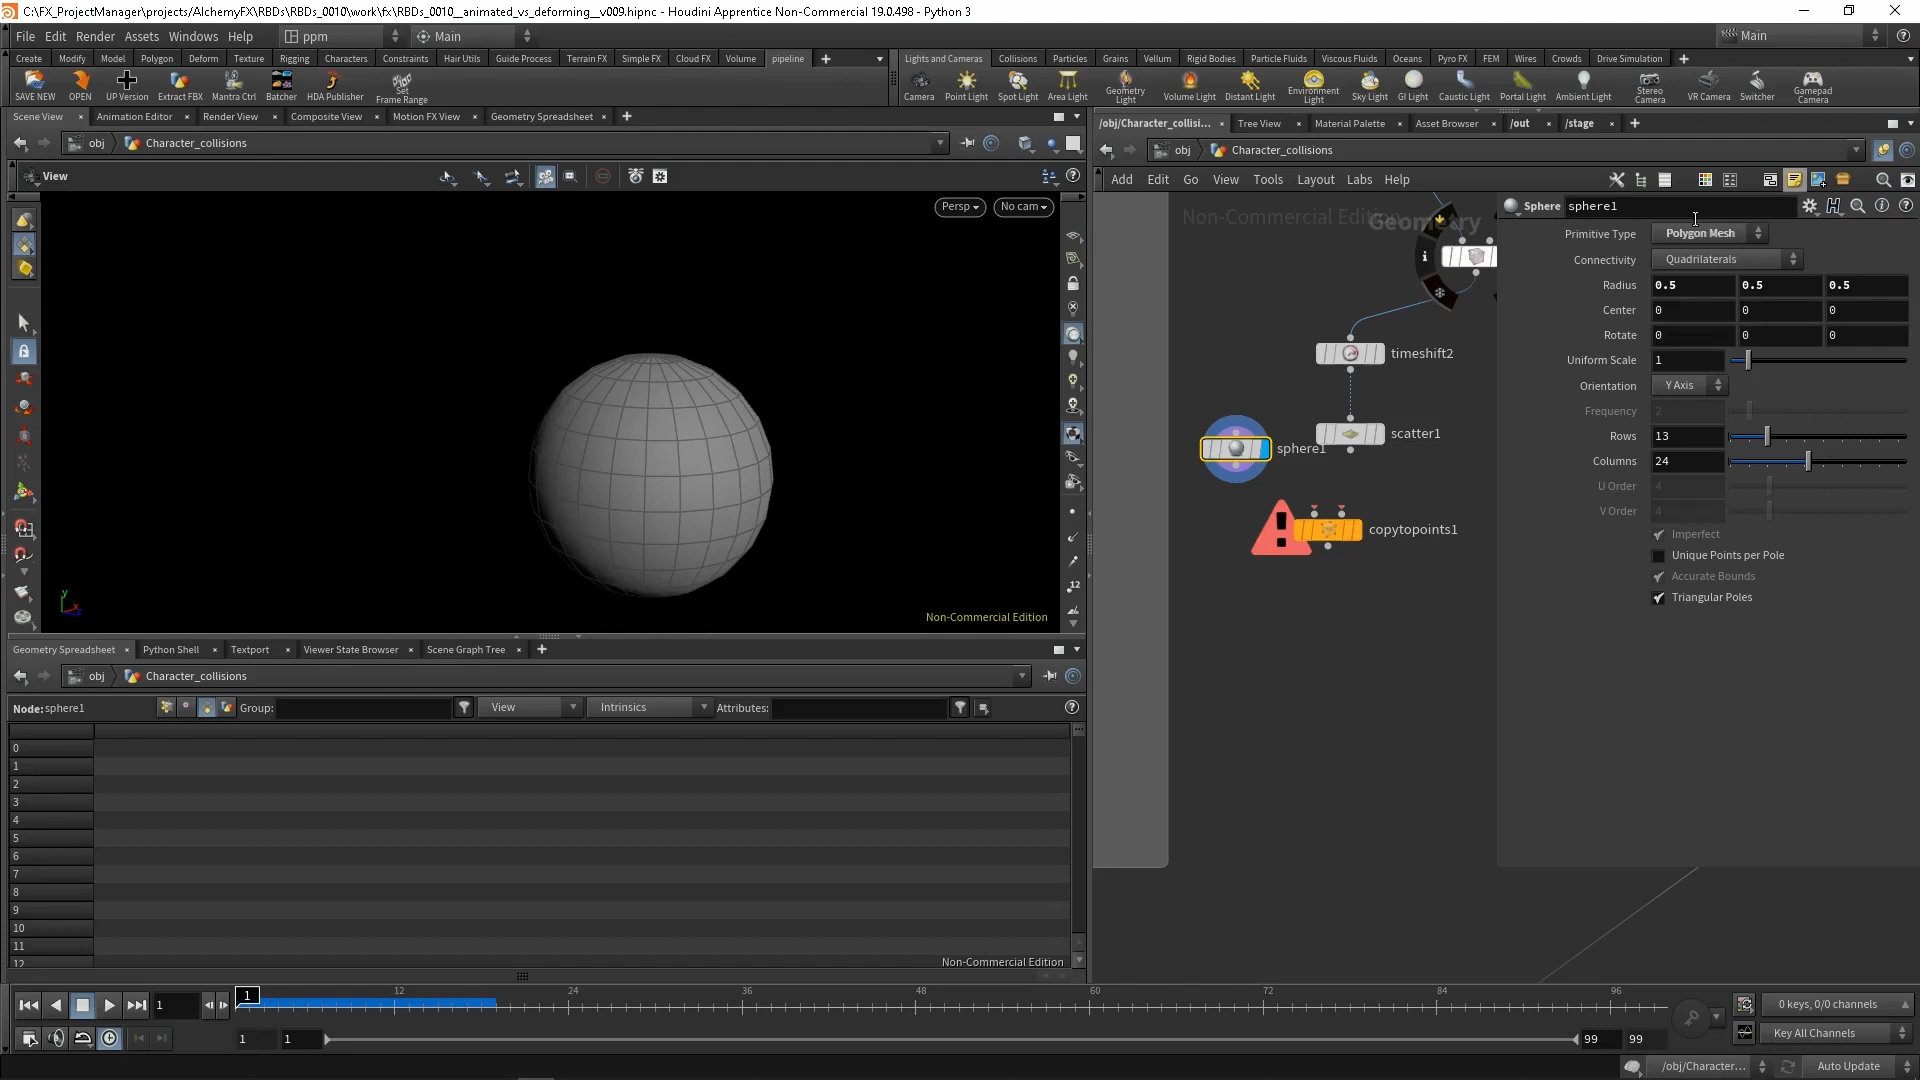 C:\FX_ProjectManager\projects/AlchemyFX\RBDs\RBDs_0010\work\fx\RBDs_0010__animated_vs_deforming__v009.hipnc - Houdini Apprentice Non-Commercial 19.0.498 - Python 3
File Edit Render Assets Windows Help ppm Main Main
Create Modify Model Polygon Deform Texture Rigging Characters Constraints Hair Utils Guide Process Terrain FX Simple FX Cloud FX Volume pipeline
Lights and Cameras Collisions Particles Grains Vellum Rigid Bodies Particle Fluids Viscous Fluids Oceans Pyro FX FEM Wires Crowds Drive Simulation
SAVE NEW OPEN UP Version Extract FBX Mantra Ctrl Batcher HDA Publisher Set Frame Range
Camera Point Light Spot Light Area Light Geometry Light Volume Light Distant Light Environment Light Sky Light GI Light Caustic Light Portal Light Ambient Light Stereo Camera VR Camera Switcher Gamepad Camera
Scene View Animation Editor Render View Composite View Motion FX View Geometry Spreadsheet
/obj/Character_collisi... Tree View Material Palette Asset Browser /out /stage
obj Character_collisions
obj Character_collisions
View
Add Edit Go View Tools Layout Labs Help
Persp No cam
Non-Commercial Edition
Geometry
Sphere sphere1
Primitive Type Polygon Mesh
Connectivity Quadrilaterals
Radius 0.5 0.5 0.5
Center 0 0 0
Rotate 0 0 0
Uniform Scale 1
Orientation Y Axis
Frequency 2
Rows 13
Columns 24
U Order 4
V Order 4
Imperfect
Unique Points per Pole
Accurate Bounds
Triangular Poles
timeshift2
scatter1
sphere1
copytopoints1
12
Non-Commercial Edition
Geometry Spreadsheet Python Shell Textport Viewer State Browser Scene Graph Tree
obj Character_collisions
Node: sphere1 Group: View Intrinsics Attributes:
0
1
2
3
4
5
6
7
8
9
10
11
12
Non-Commercial Edition
1 1 12 24 36 48 60 72 84 96
0 keys, 0/0 channels
1 1 99 99
Key All Channels
/obj/Character... Auto Update